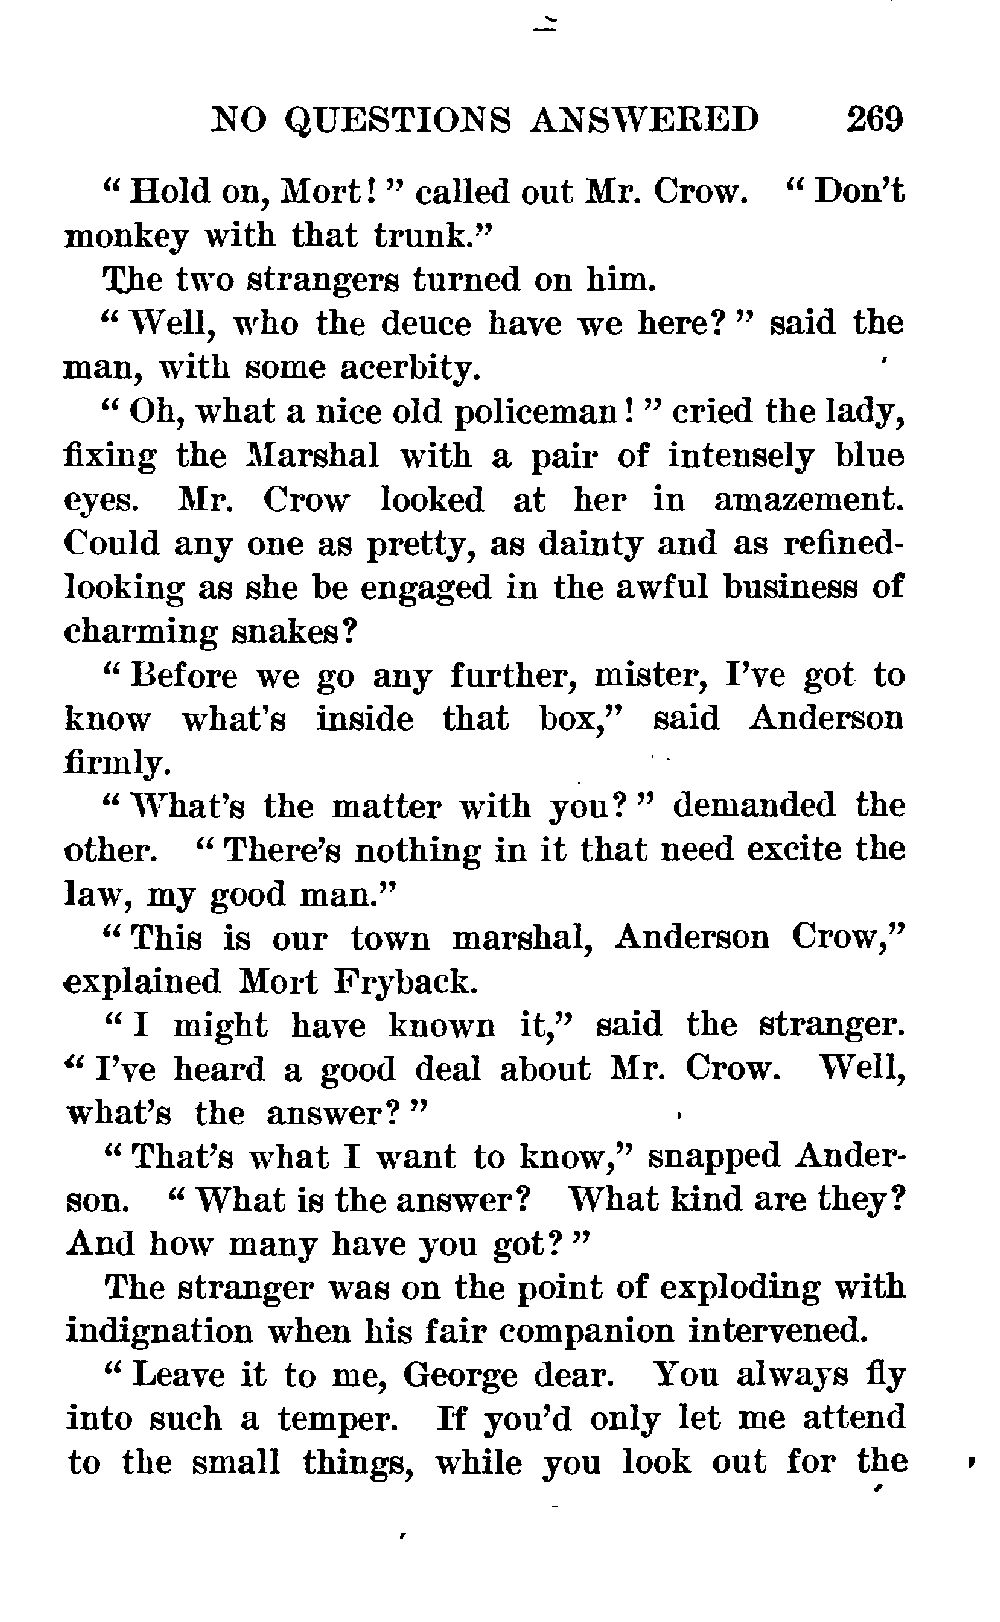 NO QUESTIONS ANSWERED 269
“Hold on, Mort!” called out Mr. Crow. “Don’t
monkey with that trunk.”
The two strangers turned on him.
“Well, who the deuce have we here?” said the
man, with some acerbity.
“Oh, what a nice old policeman!” cried the lady,
fixing the Marshal with a pair of intensely blue
eyes. Mr. Crow looked at her in amazement.
Could any one as pretty, as dainty and as refined-
looking as she be engaged in the awful business of
charming snakes?
“Before we go any further, mister, I’ve got to
know what’s inside that box,” said Anderson
firmly.
“What’s the matter with you?” demanded the
other. “There’s nothing in it that need excite the
law, my good man.”
“This is our town marshal, Anderson Crow,”
explained Mort Fryback.
“I might have known it,” said the stranger.
“I’ve heard a good deal about Mr. Crow. Well,
what’s the answer?”
“That’s what I want to know,” snapped Ander-
son. “What is the answer? What kind are they?
And how many have you got?”
The stranger was on the point of exploding with
indignation when his fair companion intervened.
“Leave it to me, George dear. You always fly
into such a temper. If you’d only let me attend
to the small things, while you look out for the